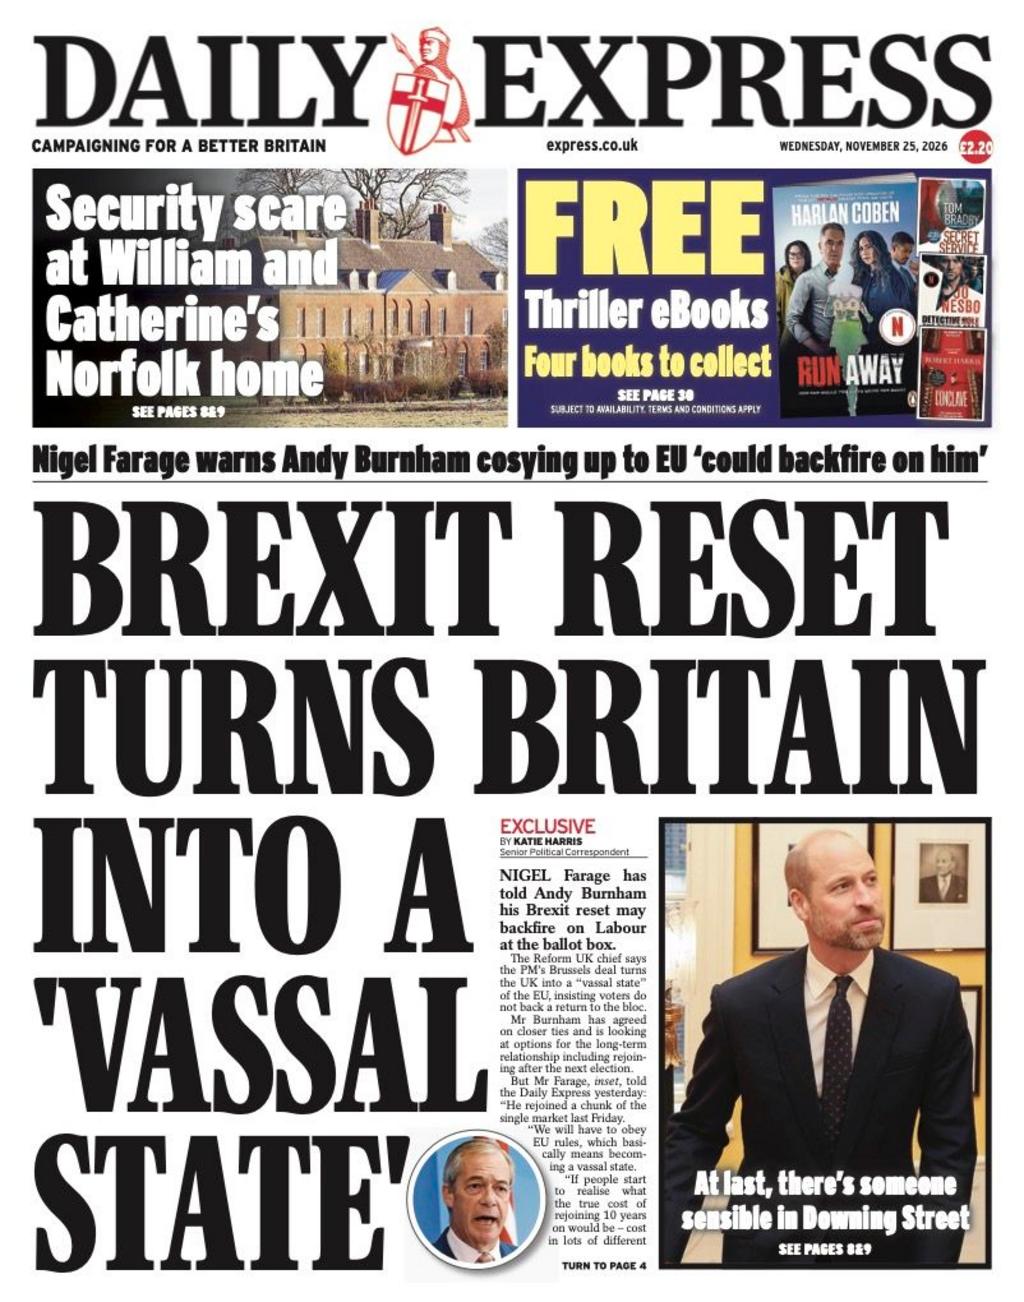 DAILY EXPRESS
CAMPAIGNING FOR A BETTER BRITAIN
express.co.uk
WEDNESDAY, NOVEMBER 25, 2026
£2.20
Security scare
at William and
Catherine's
Norfolk home
SEE PAGES 8&9
FREE
Thriller eBooks
Four books to collect
SEE PAGE 30
SUBJECT TO AVAILABILITY. TERMS AND CONDITIONS APPLY
HARLAN COBEN
N
RUN AWAY
TOM
BRADBY
SECRET
SERVICE
JO
NESBO
ROBERT HARRIS
CONCLAVE
Nigel Farage warns Andy Burnham cosying up to EU 'could backfire on him'
BREXIT RESET
TURNS BRITAIN
INTO A
'VASSAL
STATE'
EXCLUSIVE
BY KATIE HARRIS
Senior Political Correspondent
NIGEL Farage has
told Andy Burnham
his Brexit reset may
backfire on Labour
at the ballot box.
The Reform UK chief says
the PM's Brussels deal turns
the UK into a “vassal state”
of the EU, insisting voters do
not back a return to the bloc.
Mr Burnham has agreed
on closer ties and is looking
at options for the long-term
relationship including rejoin-
ing after the next election.
But Mr Farage, inset, told
the Daily Express yesterday:
“He rejoined a chunk of the
single market last Friday.
“We will have to obey
EU rules, which basi-
cally means becom-
ing a vassal state.
“If people start
to realise what
the true cost of
rejoining 10 years
on would be – cost
in lots of different
TURN TO PAGE 4
At last, there's someone
sensible in Downing Street
SEE PAGES 8&9